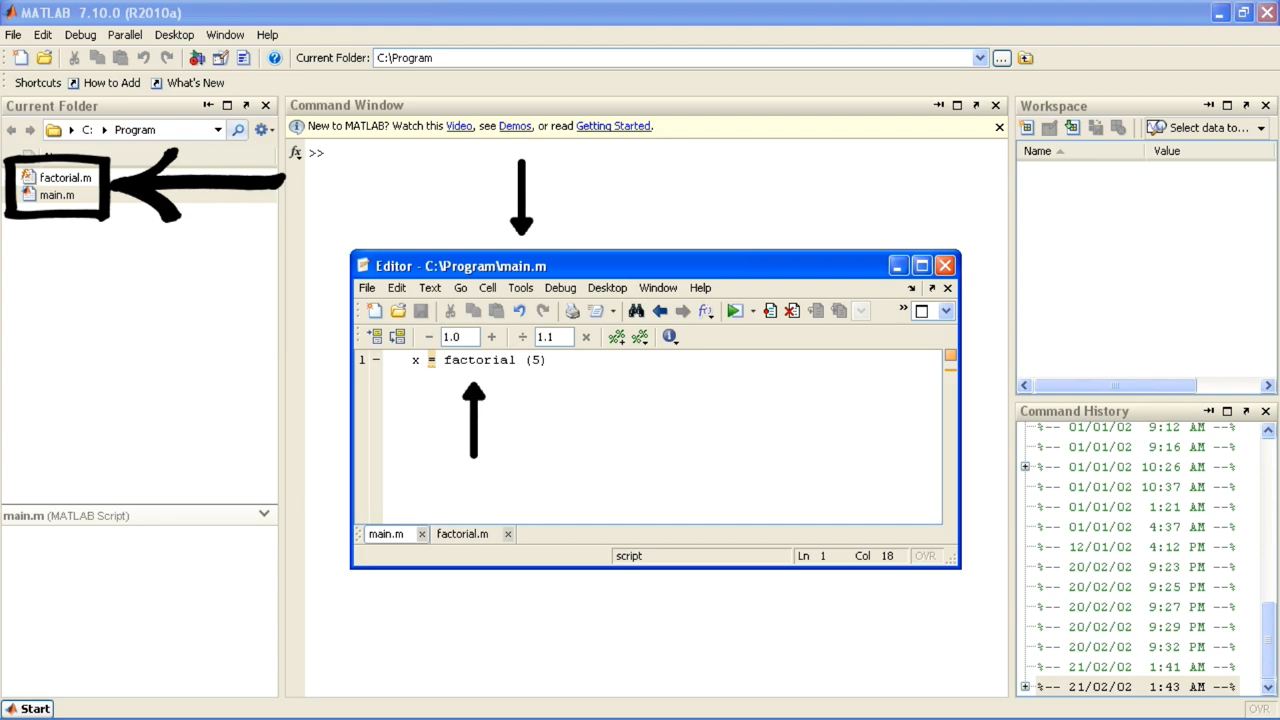 MATLAB 7.10.0 (R2010a)
File Edit Debug Parallel Desktop Window Help
Current Folder: C:\Program
Shortcuts How to Add What's New
Current Folder
C: Program
factorial.m
main.m
main.m (MATLAB Script)
Command Window
New to MATLAB? Watch this Video, see Demos, or read Getting Started.
fx >>
Editor - C:\Program\main.m
File Edit Text Go Cell Tools Debug Desktop Window Help
1.0 1.1
1 x = factorial (5)
main.m factorial.m
script Ln 1 Col 18 OVR
Workspace
Select data to...
Name Value
Command History
%-- 01/01/02 9:12 AM --%
%-- 01/01/02 9:16 AM --%
%-- 01/01/02 10:26 AM --%
%-- 01/01/02 10:37 AM --%
%-- 01/01/02 1:21 AM --%
%-- 01/01/02 4:37 AM --%
%-- 12/01/02 4:12 PM --%
%-- 20/02/02 9:23 PM --%
%-- 20/02/02 9:25 PM --%
%-- 20/02/02 9:27 PM --%
%-- 20/02/02 9:29 PM --%
%-- 20/02/02 9:32 PM --%
%-- 21/02/02 1:41 AM --%
%-- 21/02/02 1:43 AM --%
Start
OVR